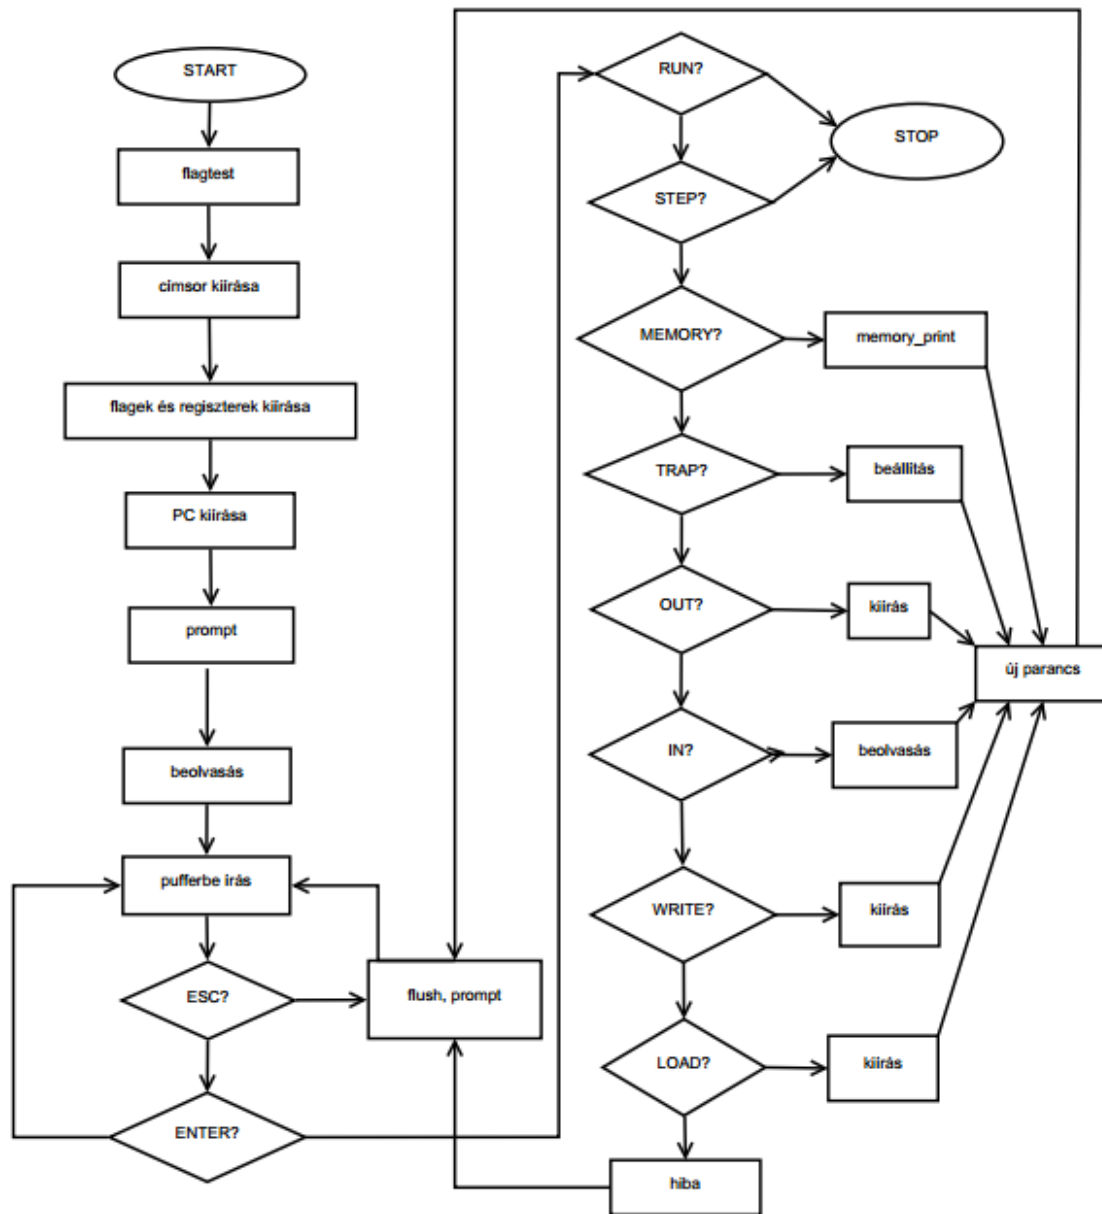 START
flagtest
címsor kiírása
flagek és regiszterek kiírása
PC kiírása
prompt
beolvasás
pufferbe írás
ESC?
flush, prompt
ENTER?
RUN?
STOP
STEP?
MEMORY?
memory_print
TRAP?
beállítás
OUT?
kiírás
új parancs
IN?
beolvasás
WRITE?
kiírás
LOAD?
kiírás
hiba